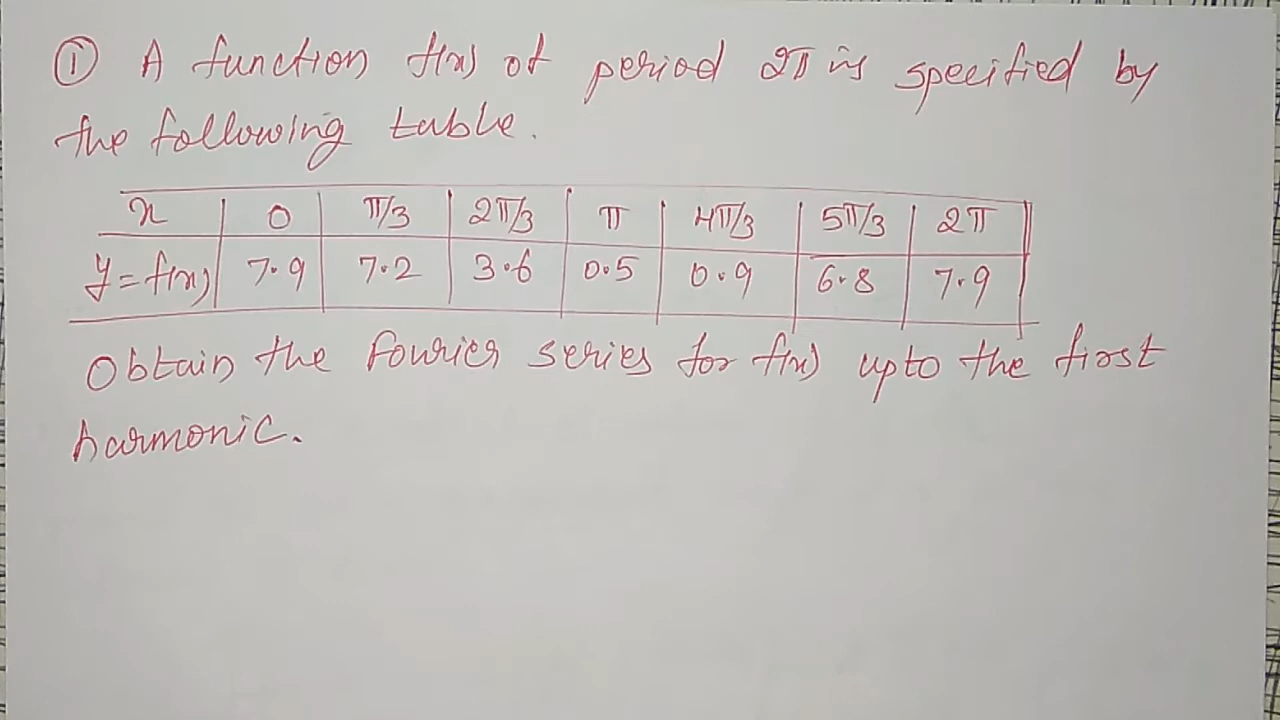 ① A function f(x) of period 2π is specified by
the following table.
x 0 π/3 2π/3 π 4π/3 5π/3 2π
y=f(x) 7.9 7.2 3.6 0.5 0.9 6.8 7.9
Obtain the Fourier series for f(x) upto the first
harmonic.